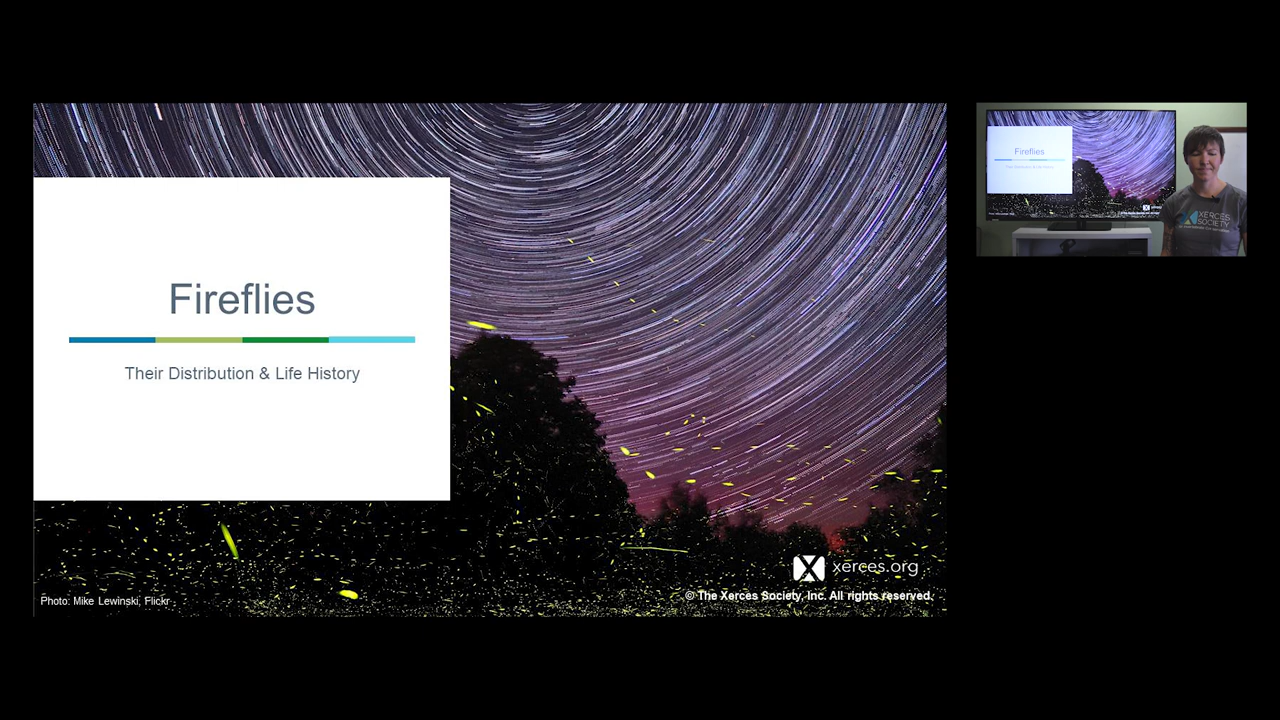 Fireflies
Their Distribution & Life History
xerces.org
Photo: Mike Lewinski, Flickr
© The Xerces Society, Inc. All rights reserved.
Fireflies
XERCES
SOCIETY